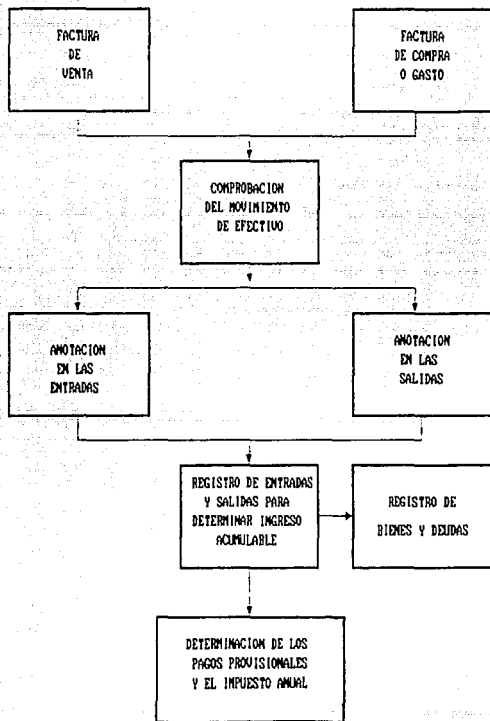 FACTURA
DE
VENTA
FACTURA
DE COMPRA
O GASTO
COMPROBACION
DEL MOVIMIENTO
DE EFECTIVO
ANOTACION
EN LAS
ENTRADAS
ANOTACION
EN LAS
SALIDAS
REGISTRO DE ENTRADAS
Y SALIDAS PARA
DETERMINAR INGRESO
ACUMULABLE
REGISTRO DE
BIENES Y DEUDAS
DETERMINACION DE LOS
PAGOS PROVISIONALES
Y EL IMPUESTO ANUAL